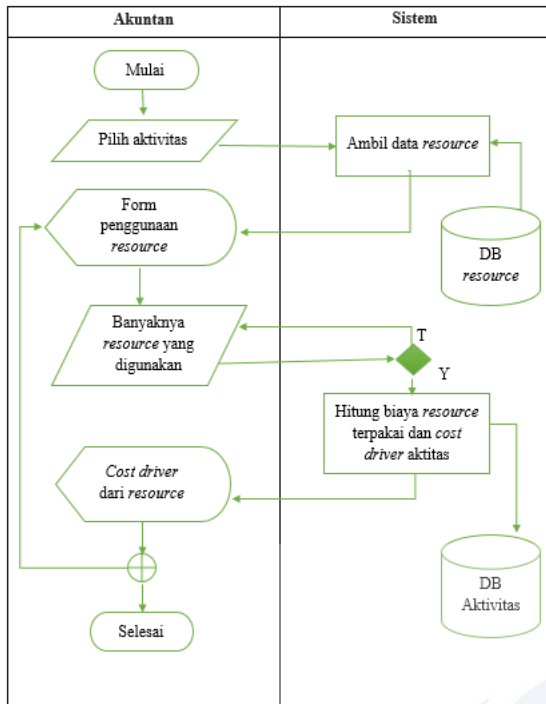 Akuntan
Sistem
Mulai
Pilih aktivitas
Ambil data resource
Form
penggunaan
resource
DB
resource
Banyaknya
resource yang
digunakan
T
Y
Hitung biaya resource
terpakai dan cost
driver aktitas
Cost driver
dari resource
DB
Aktivitas
Selesai